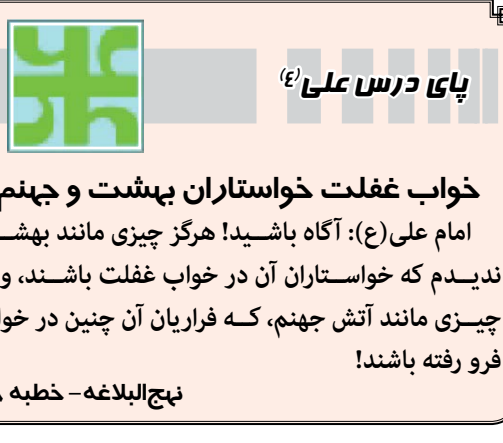 پای درس علی(ع)
خواب غفلت خواستاران بهشت و جهنم
امام علی(ع): آگاه باشید! هرگز چیزی مانند
ندیدم که خواستاران آن در خواب غفلت باشند، و
چیزی مانند آتش جهنم، که فراریان آن چنین در
فرو رفته باشند!
نهج‌البلاغه- خطبه